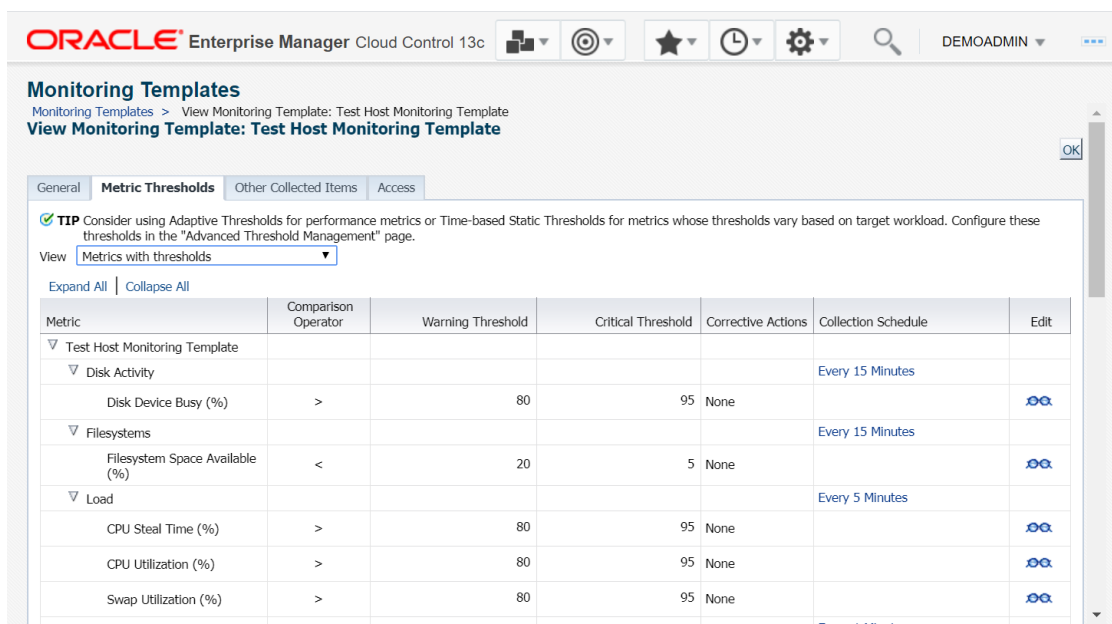 ORACLE® Enterprise Manager Cloud Control 13c DEMOADMIN
Monitoring Templates
Monitoring Templates > View Monitoring Template: Test Host Monitoring Template
View Monitoring Template: Test Host Monitoring Template
OK
General Metric Thresholds Other Collected Items Access
TIP Consider using Adaptive Thresholds for performance metrics or Time-based Static Thresholds for metrics whose thresholds vary based on target workload. Configure these
thresholds in the "Advanced Threshold Management" page.
View Metrics with thresholds
Expand All | Collapse All
Metric Comparison Operator Warning Threshold Critical Threshold Corrective Actions Collection Schedule Edit
Test Host Monitoring Template
Disk Activity Every 15 Minutes
Disk Device Busy (%) > 80 95 None
Filesystems Every 15 Minutes
Filesystem Space Available (%) < 20 5 None
Load Every 5 Minutes
CPU Steal Time (%) > 80 95 None
CPU Utilization (%) > 80 95 None
Swap Utilization (%) > 80 95 None